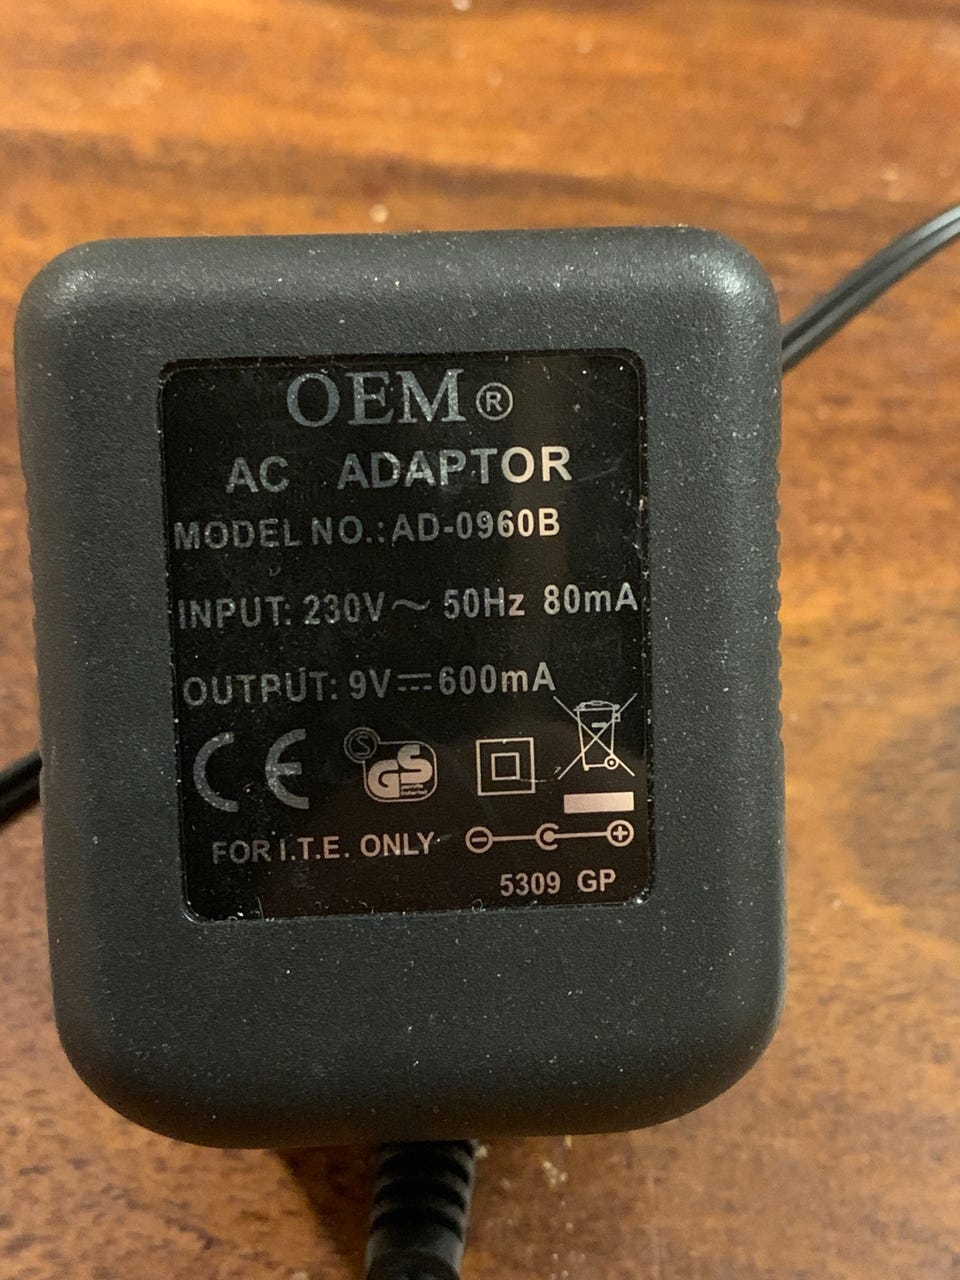 OEM®
AC ADAPTOR
MODEL NO.:AD-0960B
INPUT: 230V~ 50Hz 80mA
OUTPUT: 9V⎓600mA
CE S GS
FOR I.T.E. ONLY - C +
5309 GP